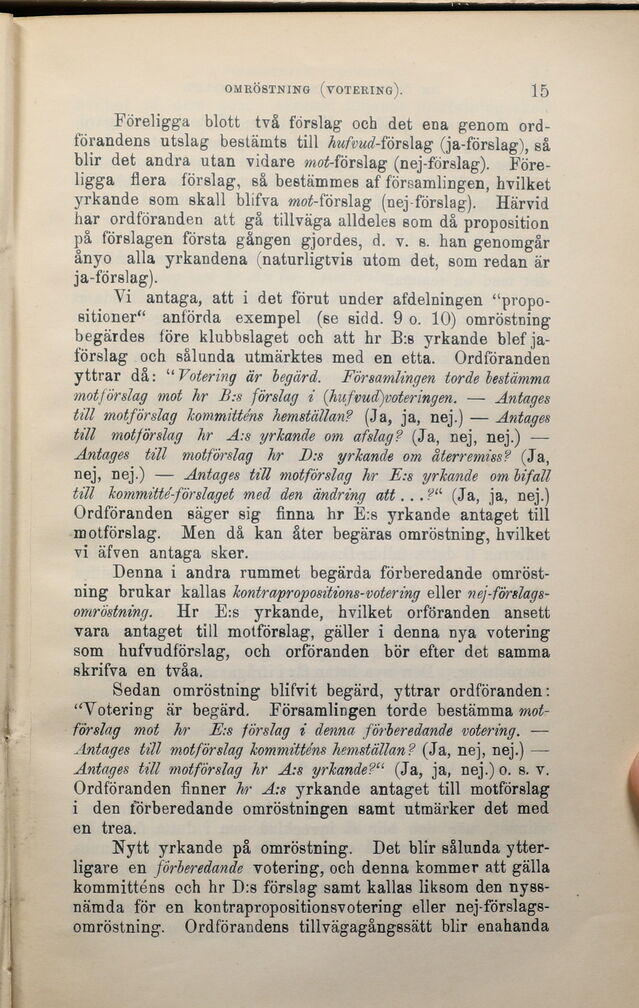 OMRÖSTNING (VOTERING). 15
Föreligga blott två förslag och det ena genom ord-
förandens utslag bestämts till hufvud-förslag (ja-förslag), så
blir det andra utan vidare mot-förslag (nej-förslag). Före-
ligga flera förslag, så bestämmes af församlingen, hvilket
yrkande som skall blifva mot-förslag (nej-förslag). Härvid
har ordföranden att gå tillväga alldeles som då proposition
på förslagen första gången gjordes, d. v. s. han genomgår
ånyo alla yrkandena (naturligtvis utom det, som redan är
ja-förslag).
Vi antaga, att i det förut under afdelningen “propo-
sitioner“ anförda exempel (se sidd. 9 o. 10) omröstning
begärdes före klubbslaget och att hr B:s yrkande blef ja-
förslag och sålunda utmärktes med en etta. Ordföranden
yttrar då: “Votering är begärd. Församlingen torde bestämma
motförslag mot hr B:s förslag i (hufvud)voteringen. — Antages
till motförslag kommitténs hemställan? (Ja, ja, nej.) — Antages
till motförslag hr A:s yrkande om afslag? (Ja, nej, nej.) —
Antages till motförslag hr D:s yrkande om återremiss? (Ja,
nej, nej.) — Antages till motförslag hr E:s yrkande om bifall
till kommitté-förslaget med den ändring att . . . ?“ (Ja, ja, nej.)
Ordföranden säger sig finna hr E:s yrkande antaget till
motförslag. Men då kan åter begäras omröstning, hvilket
vi äfven antaga sker.
Denna i andra rummet begärda förberedande omröst-
ning brukar kallas kontrapropositions-votering eller nej-förslags-
omröstning. Hr E:s yrkande, hvilket orföranden ansett
vara antaget till motförslag, gäller i denna nya votering
som hufvudförslag, och orföranden bör efter det samma
skrifva en tvåa.
Sedan omröstning blifvit begärd, yttrar ordföranden:
“Votering är begärd. Församlingen torde bestämma mot-
förslag mot hr E:s förslag i denna förberedande votering. —
Antages till motförslag kommitténs hemställan? (Ja, nej, nej.) —
Antages till motförslag hr A:s yrkande?“ (Ja, ja, nej.) o. s. v.
Ordföranden finner hr A:s yrkande antaget till motförslag
i den förberedande omröstningen samt utmärker det med
en trea.
Nytt yrkande på omröstning. Det blir sålunda ytter-
ligare en förberedande votering, och denna kommer att gälla
kommitténs och hr D:s förslag samt kallas liksom den nyss-
nämda för en kontrapropositionsvotering eller nej-förslags-
omröstning. Ordförandens tillvägagångssätt blir enahanda